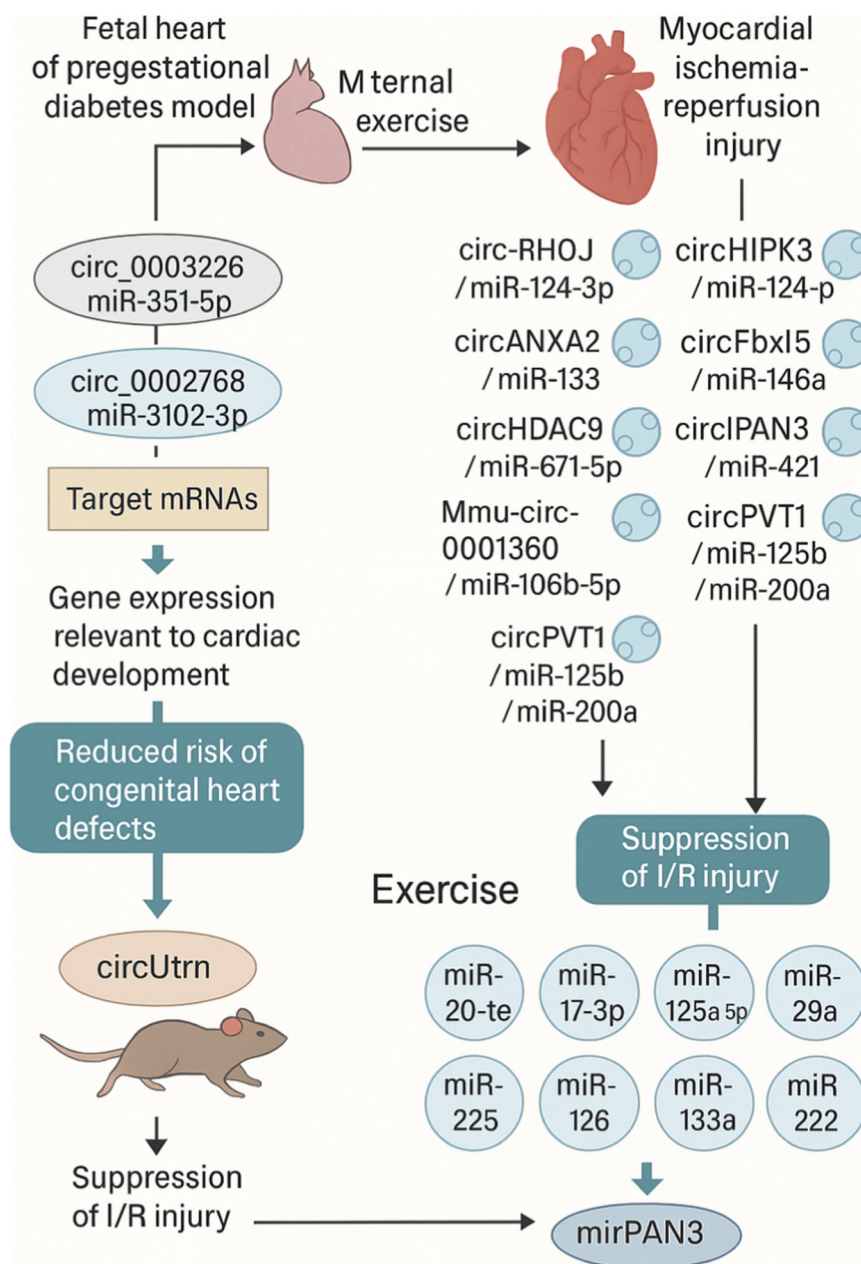 Fetal heart
of pregestational
diabetes model
M ternal
exercise
Myocardial
ischemia-
reperfusion
injury
circ_0003226
miR-351-5p
circ_0002768
miR-3102-3p
Target mRNAs
Gene expression
relevant to cardiac
development
Reduced risk of
congenital heart
defects
circUtrn
Suppression
of I/R injury
circ-RHOJ
/miR-124-3p
circANXA2
/miR-133
circHDAC9
/miR-671-5p
Mmu-circ-
0001360
/miR-106b-5p
circPVT1
/miR-125b
/miR-200a
circHIPK3
/miR-124-p
circFbxl5
/miR-146a
circIPAN3
/miR-421
circPVT1
/miR-125b
/miR-200a
Suppression
of I/R injury
Exercise
miR-
20-te
miR-
17-3p
miR-
125a 5p
miR-
29a
miR-
225
miR-
126
miR-
133a
miR
222
mirPAN3